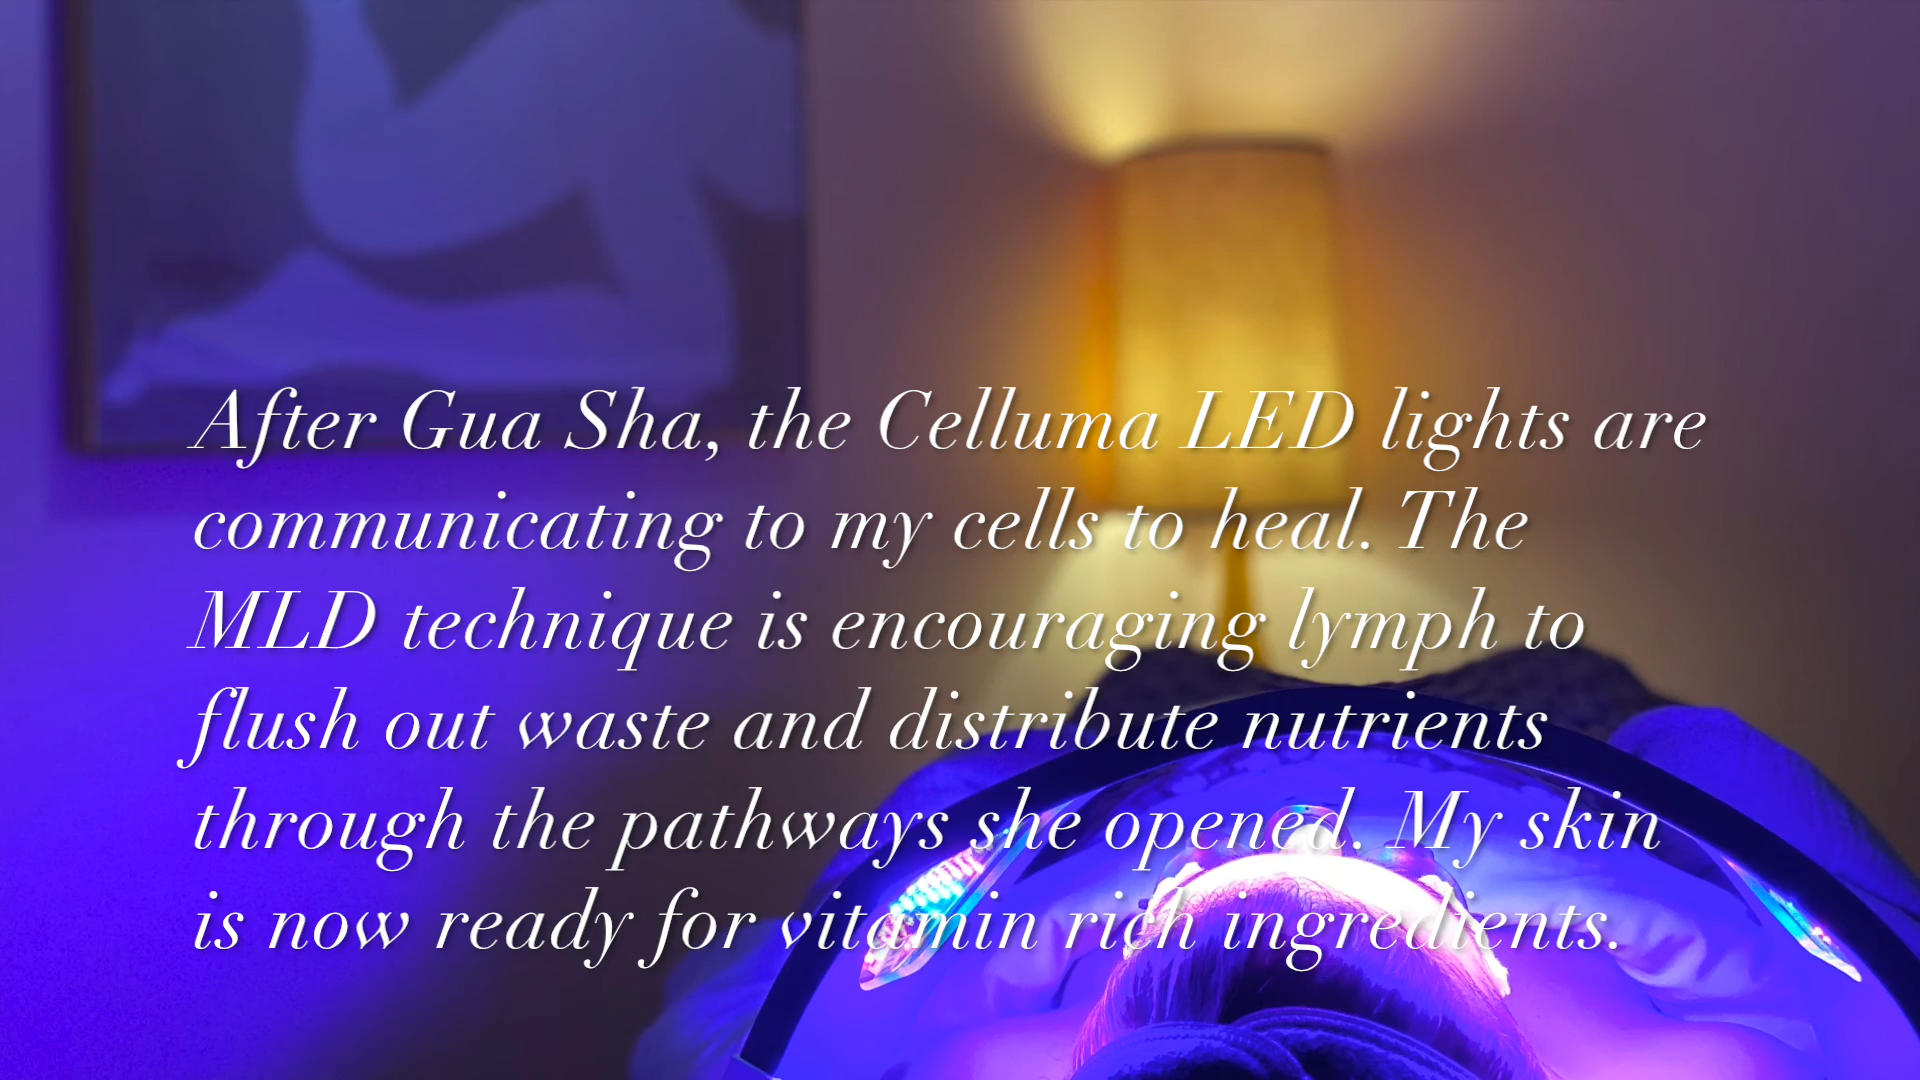 After Gua Sha, the Celluma LED lights are
communicating to my cells to heal. The
MLD technique is encouraging lymph to
flush out waste and distribute nutrients
through the pathways she opened. My skin
is now ready for vitamin rich ingredients.